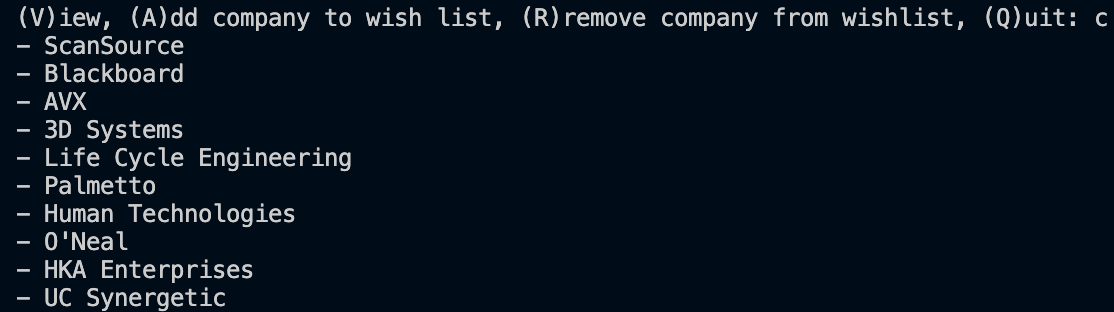 (V)iew, (A)dd company to wish list, (R)remove company from wishlist, (Q)uit: c
- ScanSource
- Blackboard
- AVX
- 3D Systems
- Life Cycle Engineering
- Palmetto
- Human Technologies
- O'Neal
- HKA Enterprises
- UC Synergetic